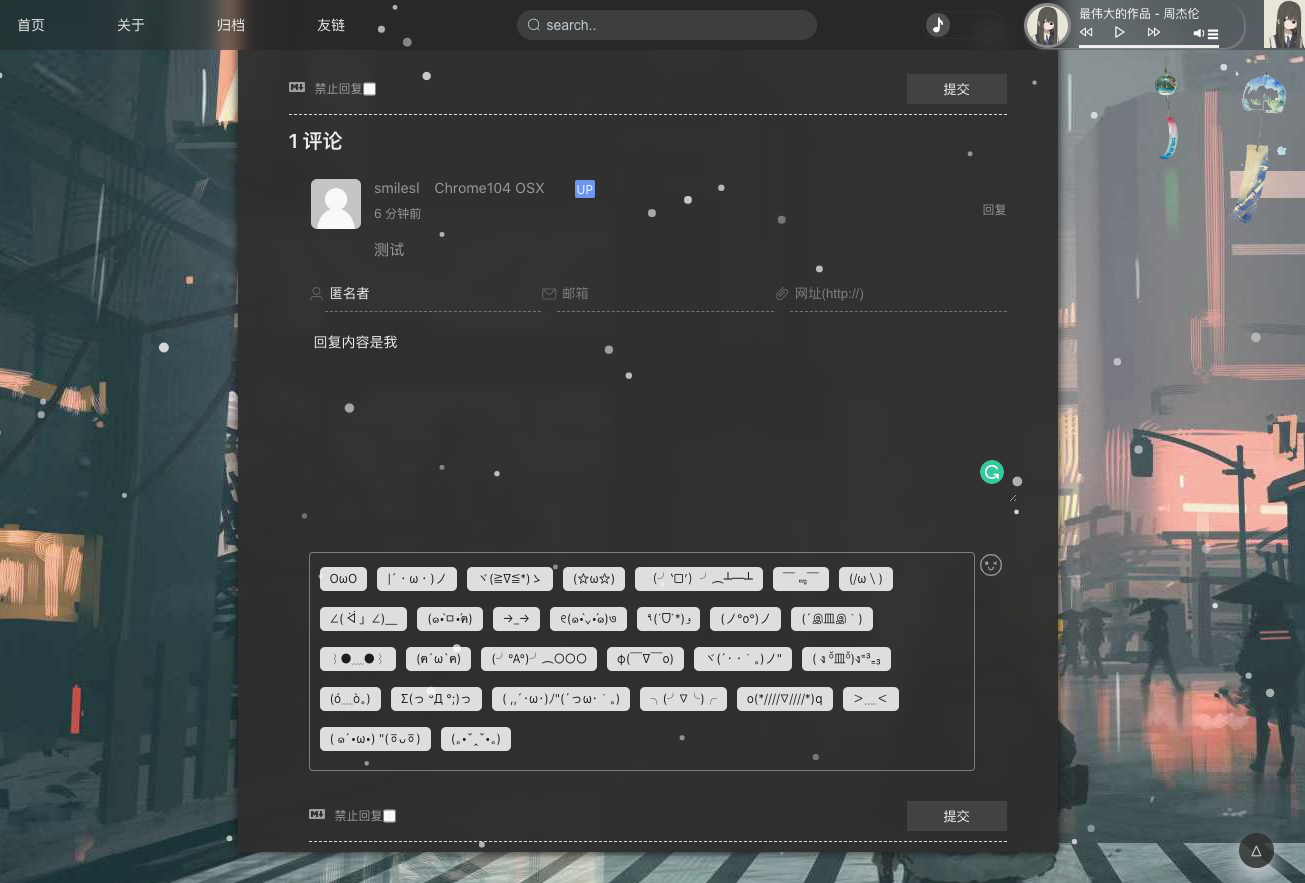 首页 关于 归档 友链 search.. 最伟大的作品 - 周杰伦
禁止回复 提交
1 评论
smilesl Chrome104 OSX UP
6 分钟前 回复
测试
匿名者 邮箱 网址(http://)
回复内容是我
OωO |´・ω・)ノ ヾ(≧∇≦*)ゝ (☆ω☆) （╯‵□′）╯︵┴─┴ ￣﹃￣ (/ω＼)
∠( ᐛ 」∠)＿ (๑•̀ㅁ•́ฅ) →_→ ୧(๑•̀⌄•́๑)૭ ٩(ˊᗜˋ*)و (ノ°ο°)ノ (´இ皿இ｀)
⌇●﹏●⌇ (ฅ´ω`ฅ) (╯°A°)╯︵○○○ φ(￣∇￣o) ヾ(´･ ･｀｡)ノ" ( ง ᵒ̌皿ᵒ̌)ง⁼³₌₃
(ó﹏ò｡) Σ(っ °Д °;)っ ( ,,´･ω･)ﾉ"(´っω･｀｡) ╮(╯▽╰)╭ o(*////▽////*)q ＞﹏＜
( ๑´•ω•) "(ㆆᴗㆆ) (｡•ˇ‸ˇ•｡)
禁止回复 提交